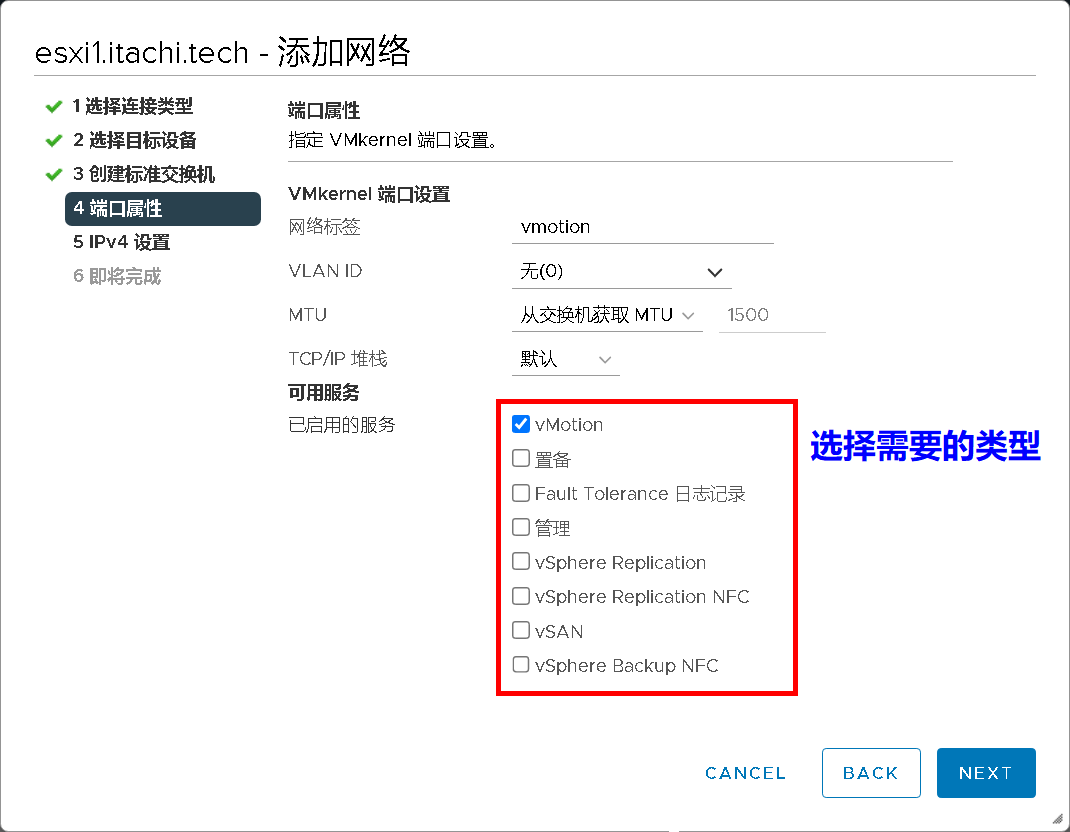 esxi1.itachi.tech - 添加网络
1 选择连接类型
2 选择目标设备
3 创建标准交换机
4 端口属性
5 IPv4 设置
6 即将完成
端口属性
指定 VMkernel 端口设置。
VMkernel 端口设置
网络标签 vmotion
VLAN ID 无(0)
MTU 从交换机获取 MTU 1500
TCP/IP 堆栈 默认
可用服务
已启用的服务 vMotion
置备
Fault Tolerance 日志记录
管理
vSphere Replication
vSphere Replication NFC
vSAN
vSphere Backup NFC
选择需要的类型
CANCEL BACK NEXT